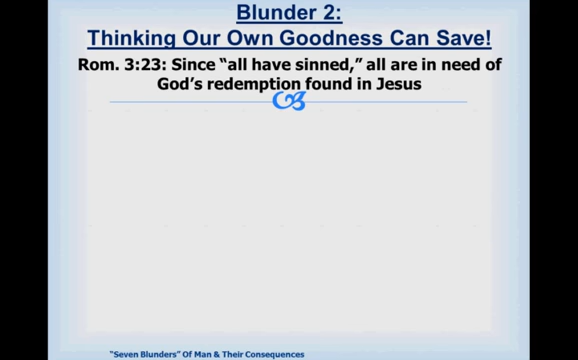 Blunder 2:
Thinking Our Own Goodness Can Save!
Rom. 3:23: Since “all have sinned,” all are in need of
God’s redemption found in Jesus
“Seven Blunders” Of Man & Their Consequences